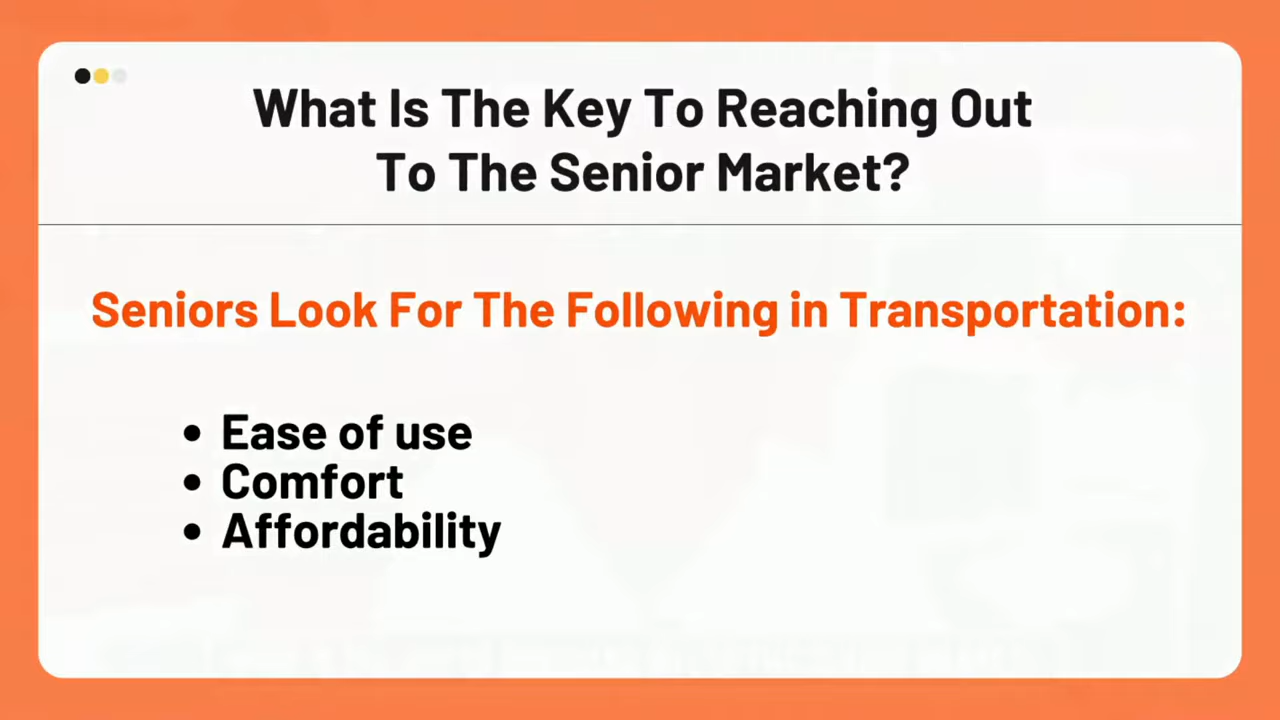 What Is The Key To Reaching Out
To The Senior Market?
Seniors Look For The Following in Transportation:
• Ease of use
• Comfort
• Affordability